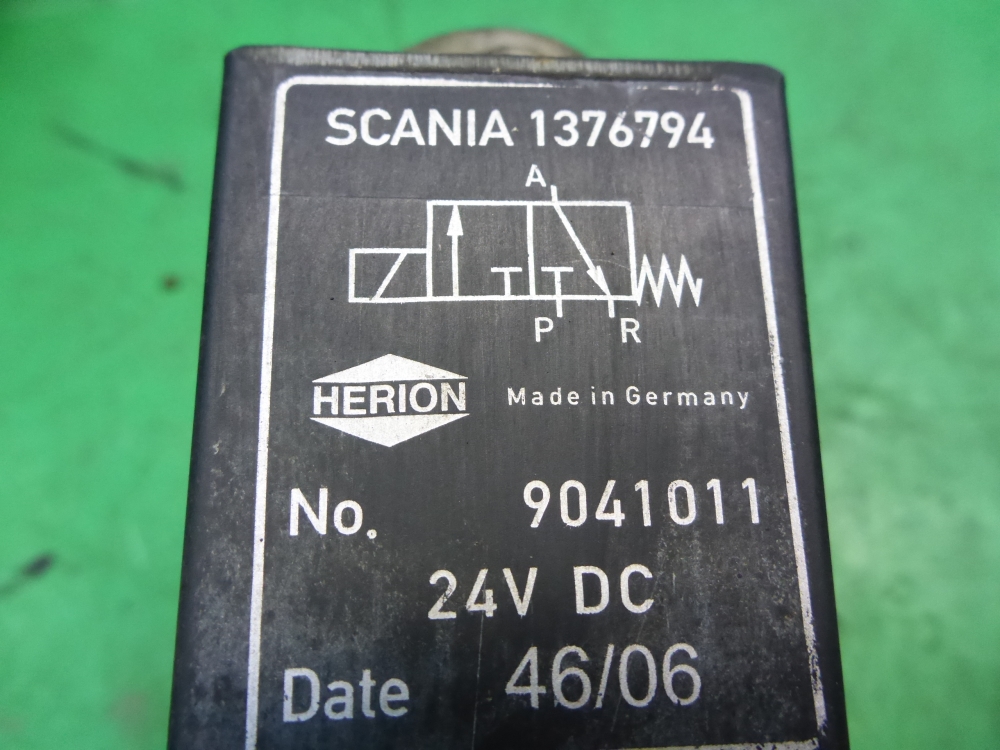 SCANIA 1376794
A
P R
HERION Made in Germany
No. 9041011
24V DC
Date 46/06